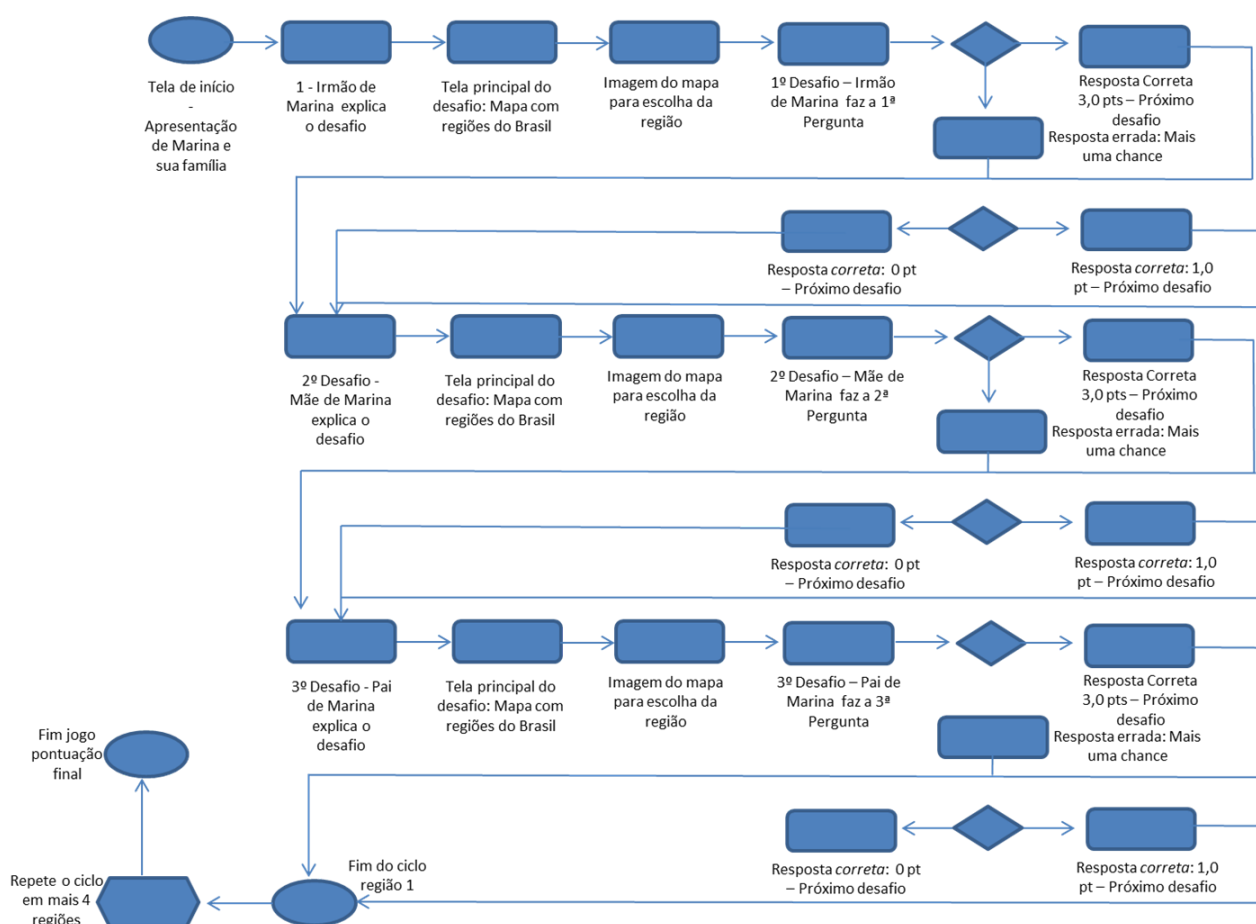 Tela de início
-
Apresentação
de Marina e
sua família
1 - Irmão de
Marina explica
o desafio
Tela principal do
desafio: Mapa com
regiões do Brasil
Imagem do mapa
para escolha da
região
1º Desafio – Irmão
de Marina faz a 1ª
Pergunta
Resposta Correta
3,0 pts – Próximo
desafio
Resposta errada: Mais
uma chance
Resposta correta: 0 pt
– Próximo desafio
Resposta correta: 1,0
pt – Próximo desafio
2º Desafio -
Mãe de Marina
explica o
desafio
Tela principal do
desafio: Mapa com
regiões do Brasil
Imagem do mapa
para escolha da
região
2º Desafio – Mãe de
Marina faz a 2ª
Pergunta
Resposta Correta
3,0 pts – Próximo
desafio
Resposta errada: Mais
uma chance
Resposta correta: 0 pt
– Próximo desafio
Resposta correta: 1,0
pt – Próximo desafio
3º Desafio - Pai
de Marina
explica o
desafio
Tela principal do
desafio: Mapa com
regiões do Brasil
Imagem do mapa
para escolha da
região
3º Desafio – Pai de
Marina faz a 3ª
Pergunta
Resposta Correta
3,0 pts – Próximo
desafio
Resposta errada: Mais
uma chance
Resposta correta: 0 pt
– Próximo desafio
Resposta correta: 1,0
pt – Próximo desafio
Fim do ciclo
região 1
Repete o ciclo
em mais 4
regiões
Fim jogo
pontuação
final